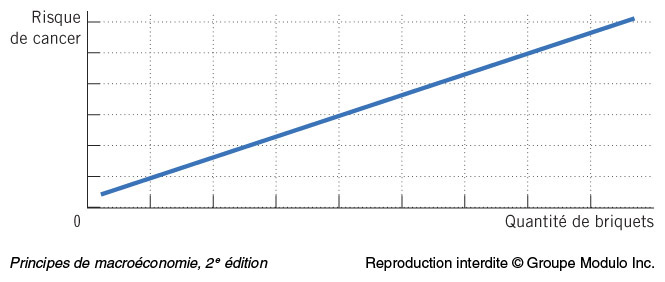 Risque
de cancer
0
Quantité de briquets
Principes de macroéconomie, 2e édition
Reproduction interdite © Groupe Modulo Inc.